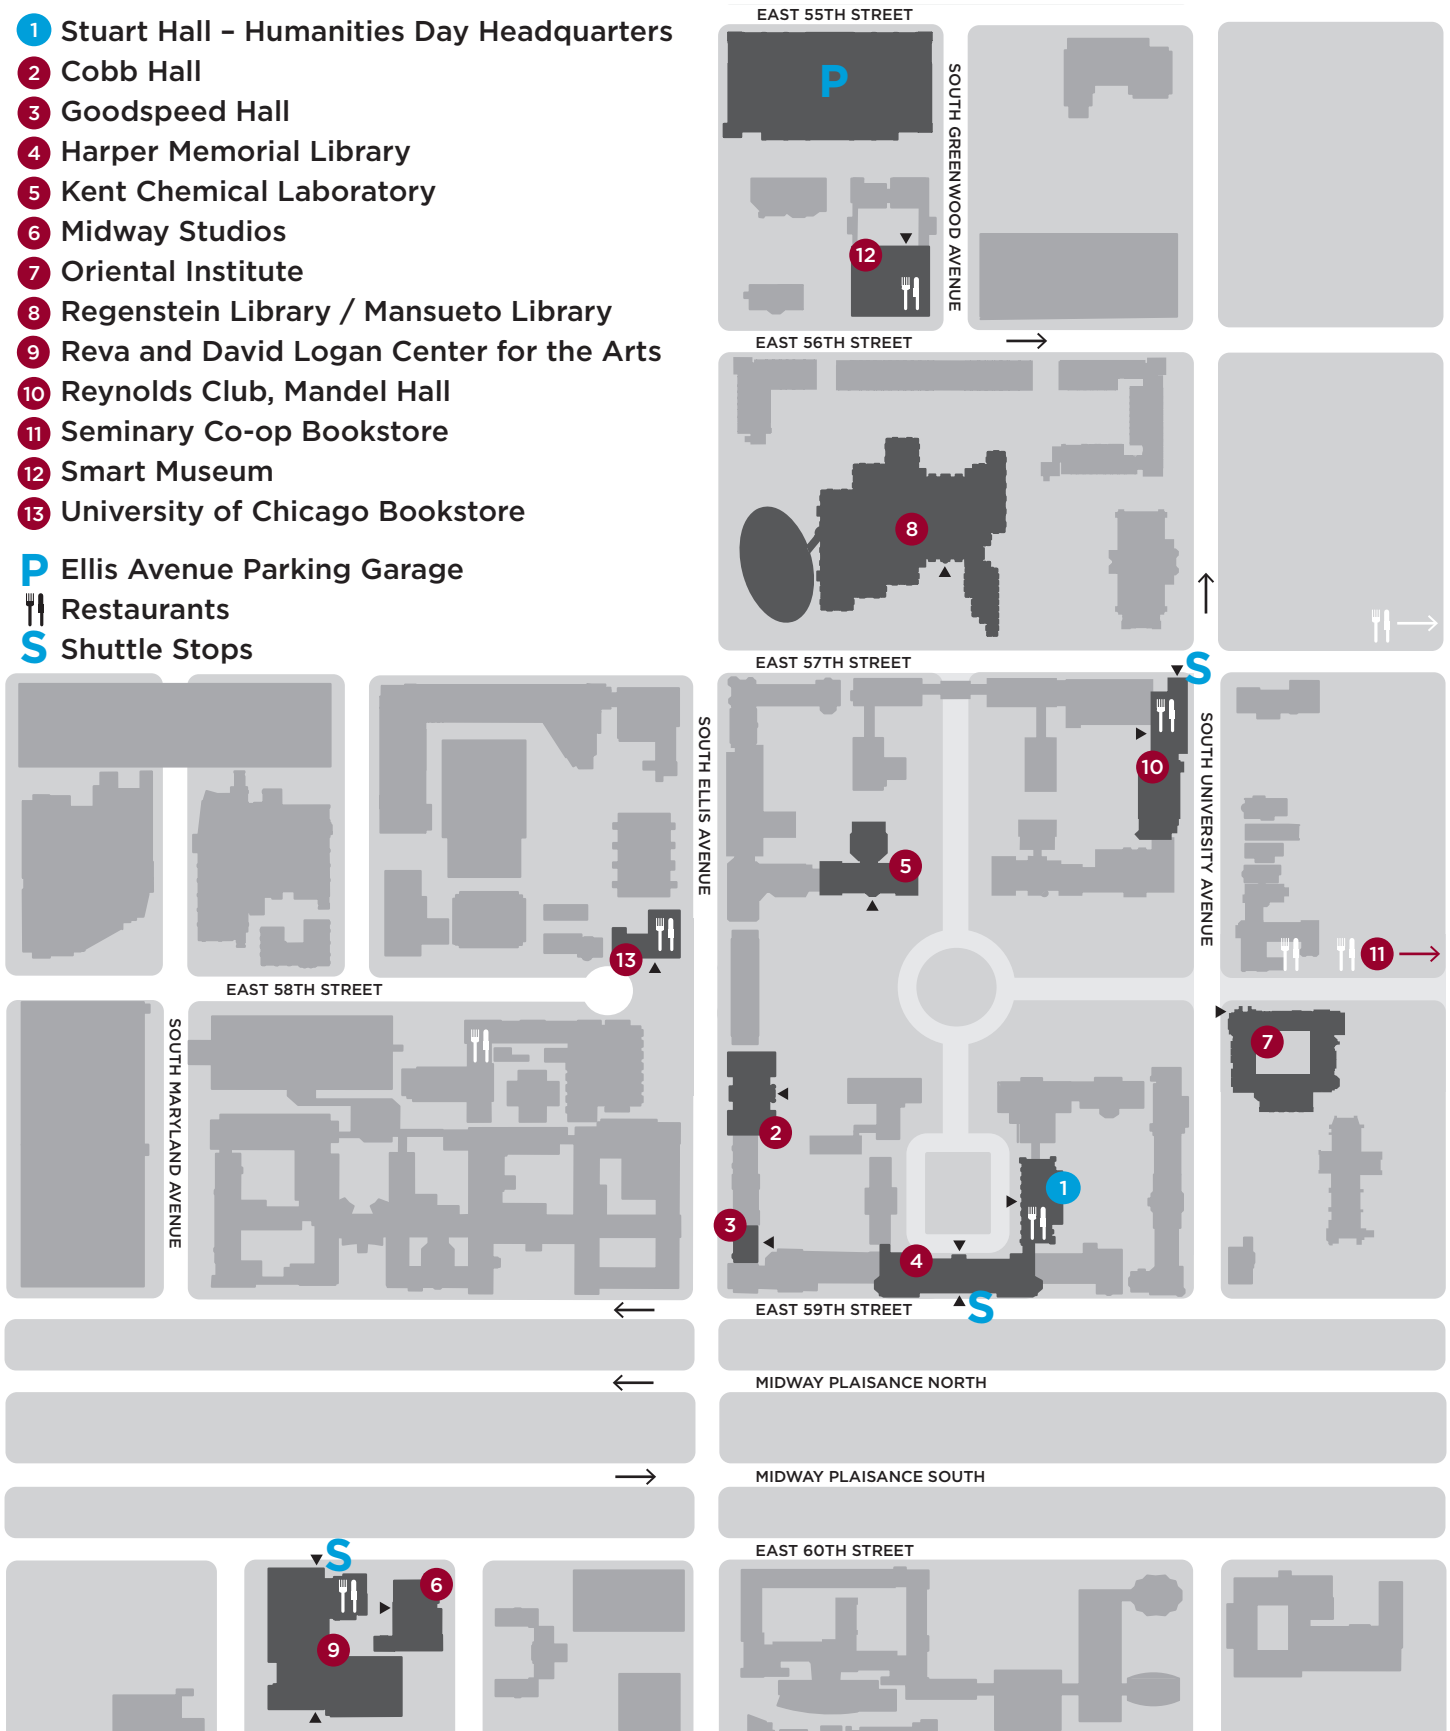 1 Stuart Hall – Humanities Day Headquarters
2 Cobb Hall
3 Goodspeed Hall
4 Harper Memorial Library
5 Kent Chemical Laboratory
6 Midway Studios
7 Oriental Institute
8 Regenstein Library / Mansueto Library
9 Reva and David Logan Center for the Arts
10 Reynolds Club, Mandel Hall
11 Seminary Co-op Bookstore
12 Smart Museum
13 University of Chicago Bookstore
P Ellis Avenue Parking Garage
Restaurants
S Shuttle Stops
EAST 55TH STREET
P
SOUTH GREENWOOD AVENUE
12
EAST 56TH STREET
8
EAST 57TH STREET
S
SOUTH ELLIS AVENUE
SOUTH UNIVERSITY AVENUE
10
5
13
11
EAST 58TH STREET
SOUTH MARYLAND AVENUE
7
2
1
3
4
EAST 59TH STREET
S
MIDWAY PLAISANCE NORTH
MIDWAY PLAISANCE SOUTH
EAST 60TH STREET
S
6
9